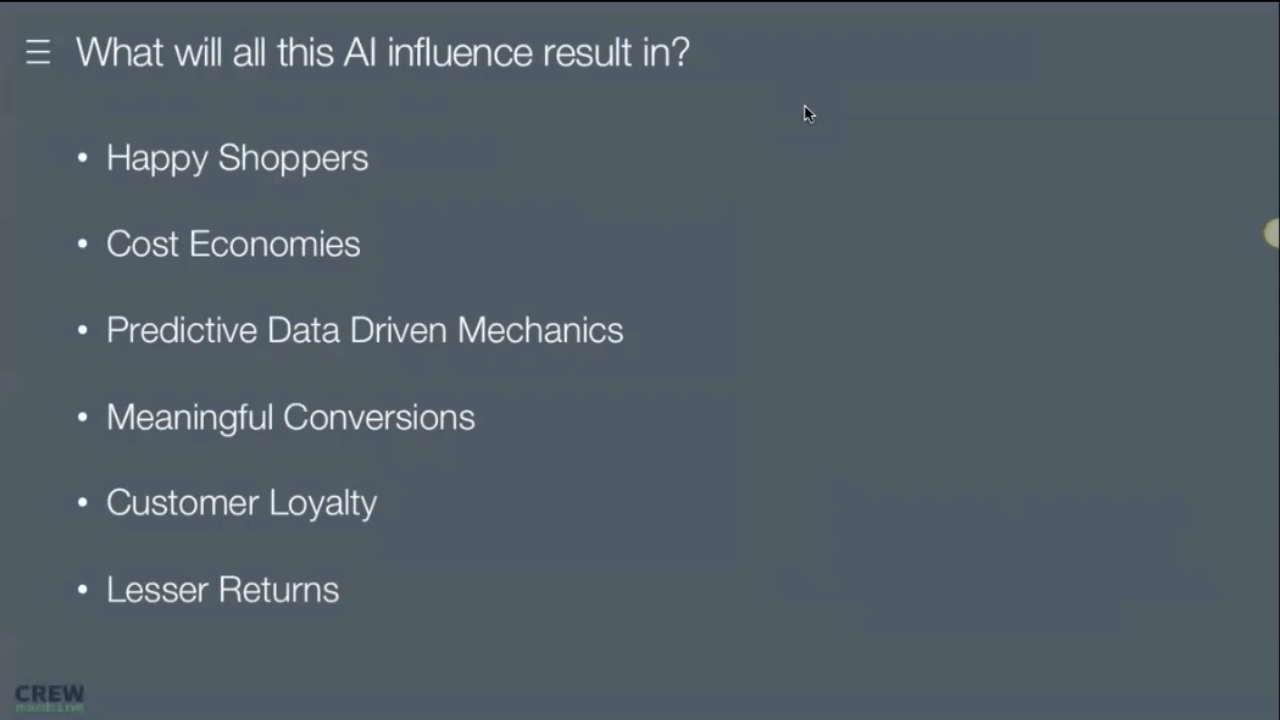 What will all this AI influence result in?
• Happy Shoppers
• Cost Economies
• Predictive Data Driven Mechanics
• Meaningful Conversions
• Customer Loyalty
• Lesser Returns
CREW
machine